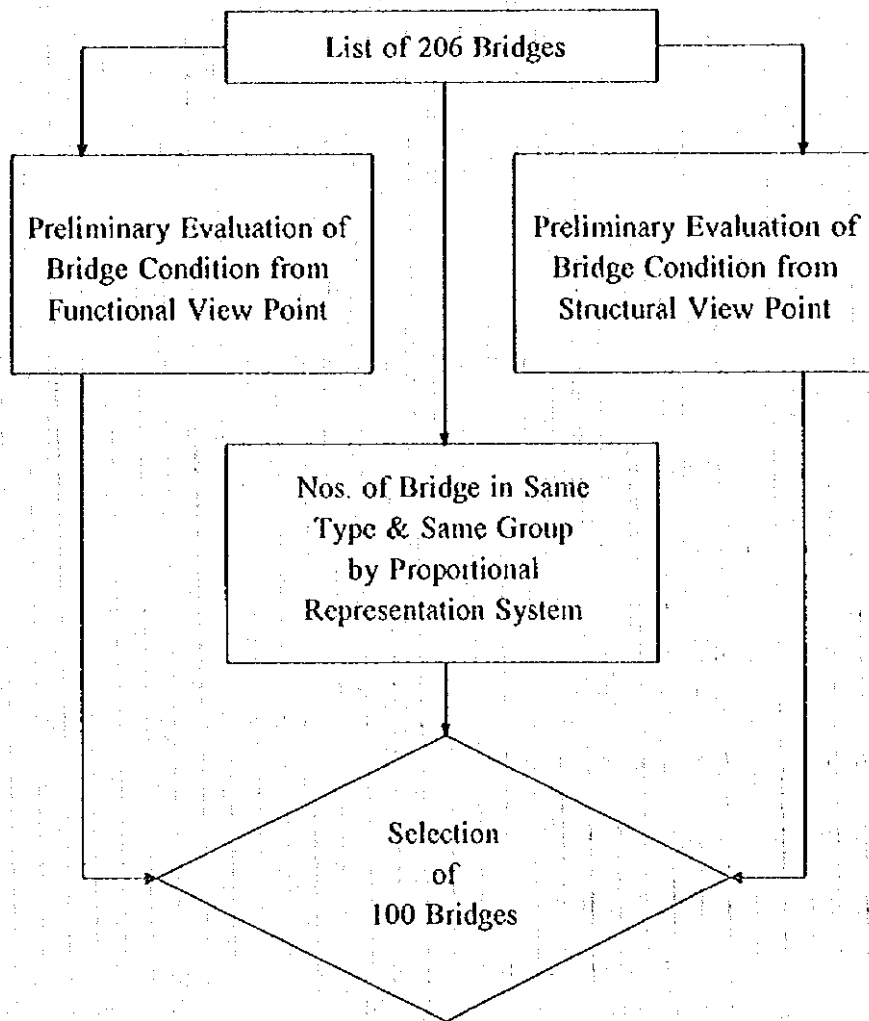 List of 206 Bridges
Preliminary Evaluation of
Bridge Condition from
Functional View Point
Preliminary Evaluation of
Bridge Condition from
Structural View Point
Nos. of Bridge in Same
Type & Same Group
by Proportional
Representation System
Selection
of
100 Bridges